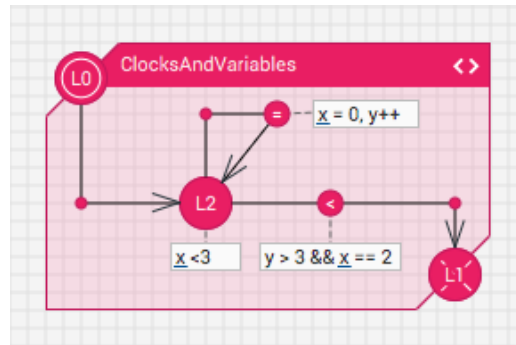 ClocksAndVariables
<>
L0
=
x = 0, y++
L2
<
x <3
y > 3 && x == 2
L1